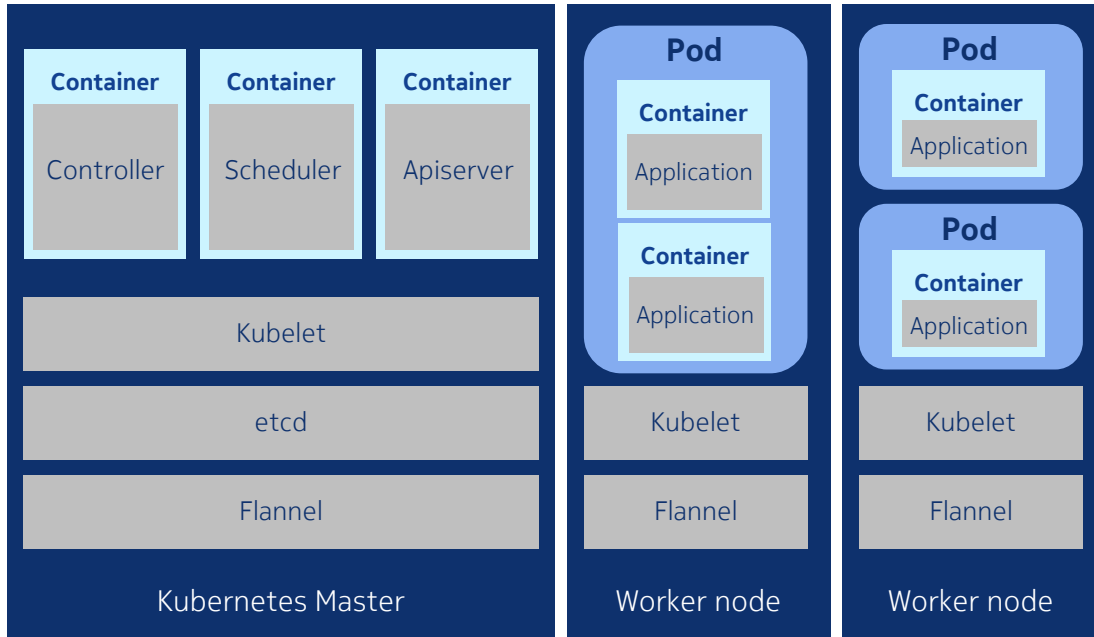 Container
Controller
Container
Scheduler
Container
Apiserver
Kubelet
etcd
Flannel
Kubernetes Master
Pod
Container
Application
Container
Application
Kubelet
Flannel
Worker node
Pod
Container
Application
Pod
Container
Application
Kubelet
Flannel
Worker node